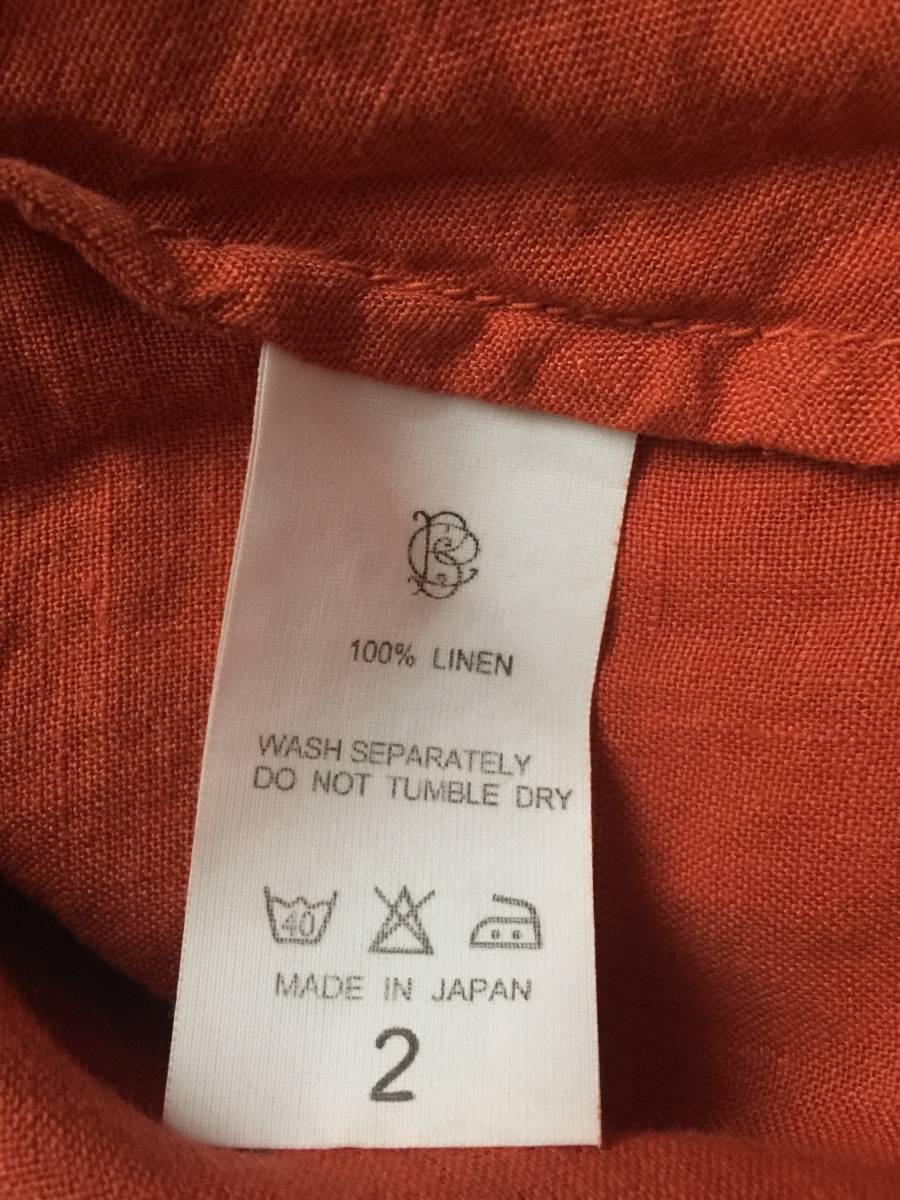 100% LINEN
WASH SEPARATELY
DO NOT TUMBLE DRY
40
MADE IN JAPAN
2